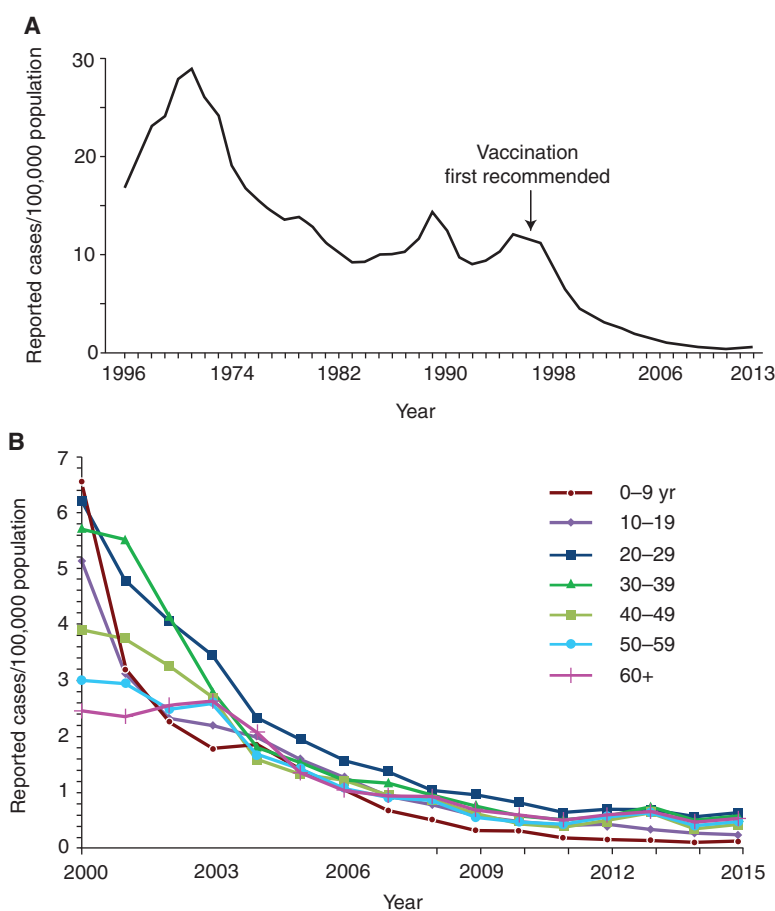 A
Reported cases/100,000 population
30
20
10
0
Vaccination
first recommended
1996 1974 1982 1990 1998 2006 2013
Year
B
Reported cases/100,000 population
7
6
5
4
3
2
1
0
0–9 yr
10–19
20–29
30–39
40–49
50–59
60+
2000 2003 2006 2009 2012 2015
Year